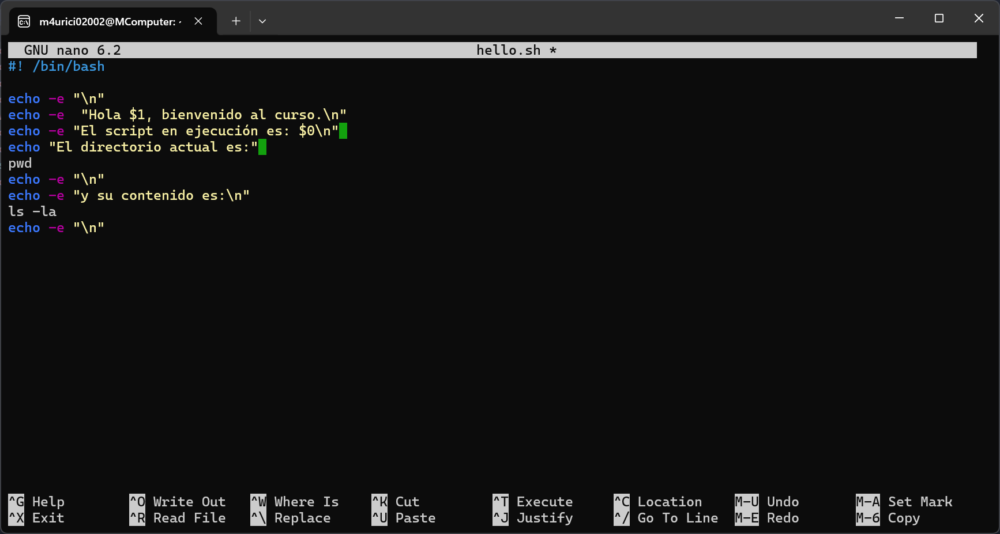 m4urici02002@MComputer: ~
GNU nano 6.2 hello.sh *
#! /bin/bash
echo -e "\n"
echo -e  "Hola $1, bienvenido al curso.\n"
echo -e "El script en ejecución es: $0\n"
echo "El directorio actual es:"
pwd
echo -e "\n"
echo -e "y su contenido es:\n"
ls -la
echo -e "\n"
^G Help ^O Write Out ^W Where Is ^K Cut ^T Execute ^C Location M-U Undo M-A Set Mark
^X Exit ^R Read File ^\ Replace ^U Paste ^J Justify ^/ Go To Line M-E Redo M-6 Copy